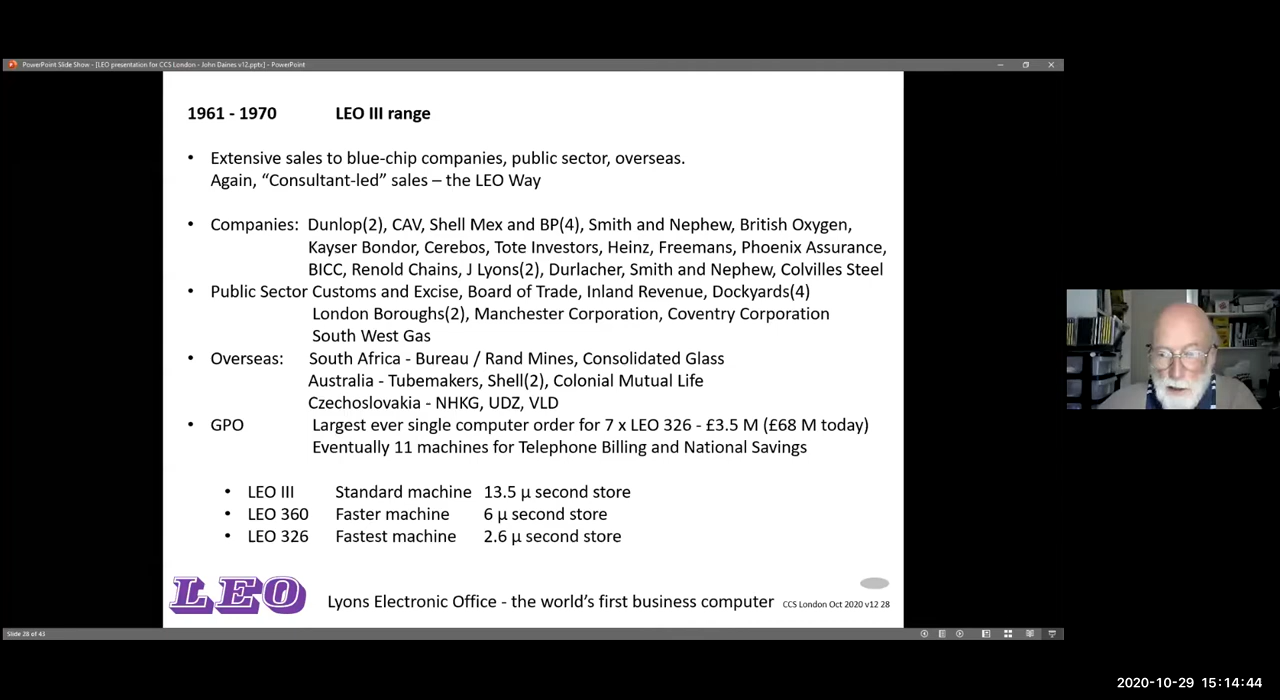 PowerPoint Slide Show - [LEO presentation for CCS London - John Daines v12.pptx] - PowerPoint
1961 - 1970 LEO III range
• Extensive sales to blue-chip companies, public sector, overseas.
Again, “Consultant-led” sales – the LEO Way
• Companies: Dunlop(2), CAV, Shell Mex and BP(4), Smith and Nephew, British Oxygen,
Kayser Bondor, Cerebos, Tote Investors, Heinz, Freemans, Phoenix Assurance,
BICC, Renold Chains, J Lyons(2), Durlacher, Smith and Nephew, Colvilles Steel
• Public Sector Customs and Excise, Board of Trade, Inland Revenue, Dockyards(4)
London Boroughs(2), Manchester Corporation, Coventry Corporation
South West Gas
• Overseas: South Africa - Bureau / Rand Mines, Consolidated Glass
Australia - Tubemakers, Shell(2), Colonial Mutual Life
Czechoslovakia - NHKG, UDZ, VLD
• GPO Largest ever single computer order for 7 x LEO 326 - £3.5 M (£68 M today)
Eventually 11 machines for Telephone Billing and National Savings
• LEO III Standard machine 13.5 µ second store
• LEO 360 Faster machine 6 µ second store
• LEO 326 Fastest machine 2.6 µ second store
LEO Lyons Electronic Office - the world’s first business computer CCS London Oct 2020 v12 28
Slide 28 of 43
2020-10-29 15:14:44